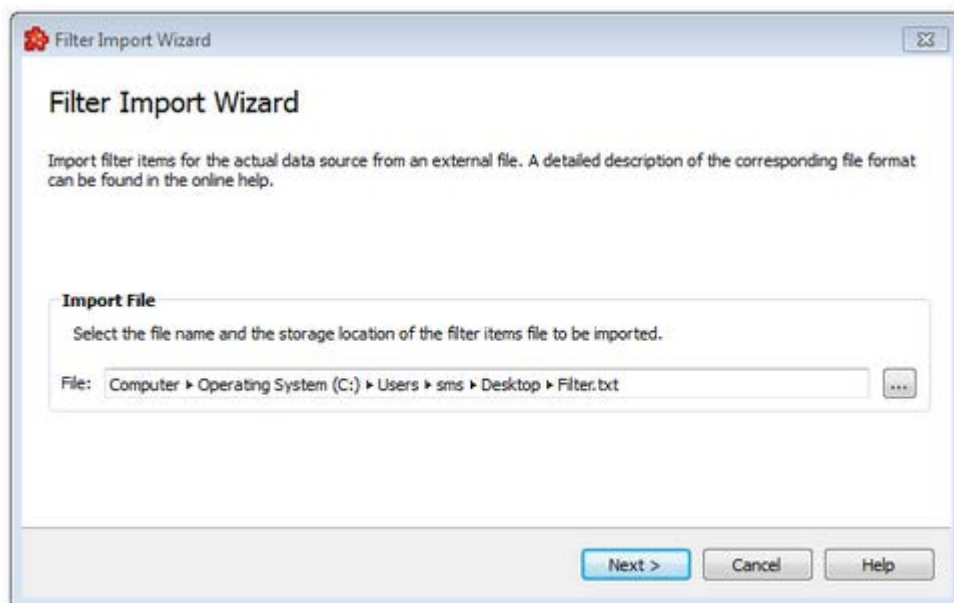 Filter Import Wizard
Filter Import Wizard
Import filter items for the actual data source from an external file. A detailed description of the corresponding file format
can be found in the online help.
Import File
Select the file name and the storage location of the filter items file to be imported.
File: Computer ▸ Operating System (C:) ▸ Users ▸ sms ▸ Desktop ▸ Filter.txt ...
Next > Cancel Help